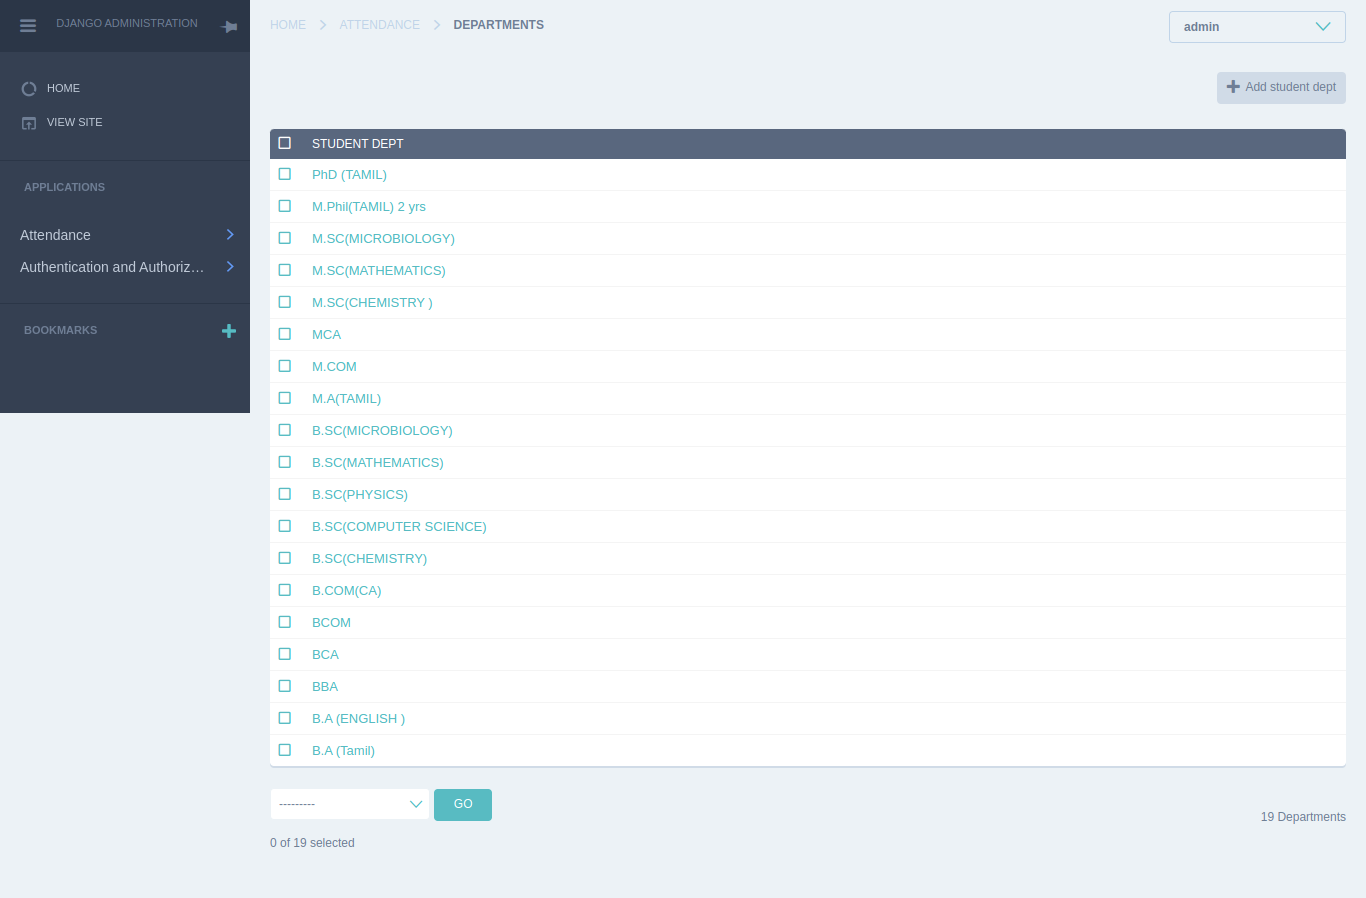 DJANGO ADMINISTRATION
HOME
VIEW SITE
APPLICATIONS
Attendance
Authentication and Authoriz…
BOOKMARKS
HOME ATTENDANCE DEPARTMENTS
admin
Add student dept
STUDENT DEPT
PhD (TAMIL)
M.Phil(TAMIL) 2 yrs
M.SC(MICROBIOLOGY)
M.SC(MATHEMATICS)
M.SC(CHEMISTRY )
MCA
M.COM
M.A(TAMIL)
B.SC(MICROBIOLOGY)
B.SC(MATHEMATICS)
B.SC(PHYSICS)
B.SC(COMPUTER SCIENCE)
B.SC(CHEMISTRY)
B.COM(CA)
BCOM
BCA
BBA
B.A (ENGLISH )
B.A (Tamil)
--------- GO
19 Departments
0 of 19 selected